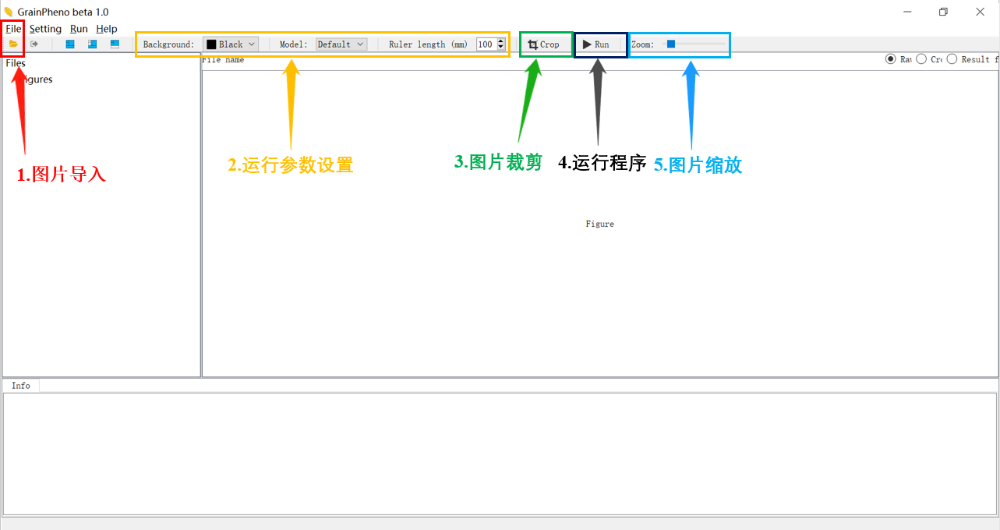 GrainPheno beta 1.0
File Setting Run Help
Background: Black Model: Default Ruler length (mm) 100 Crop Run Zoom:
Files
File name
Raw Cro Result f
igures
1.图片导入
2.运行参数设置
3.图片裁剪
4.运行程序
5.图片缩放
Figure
Info